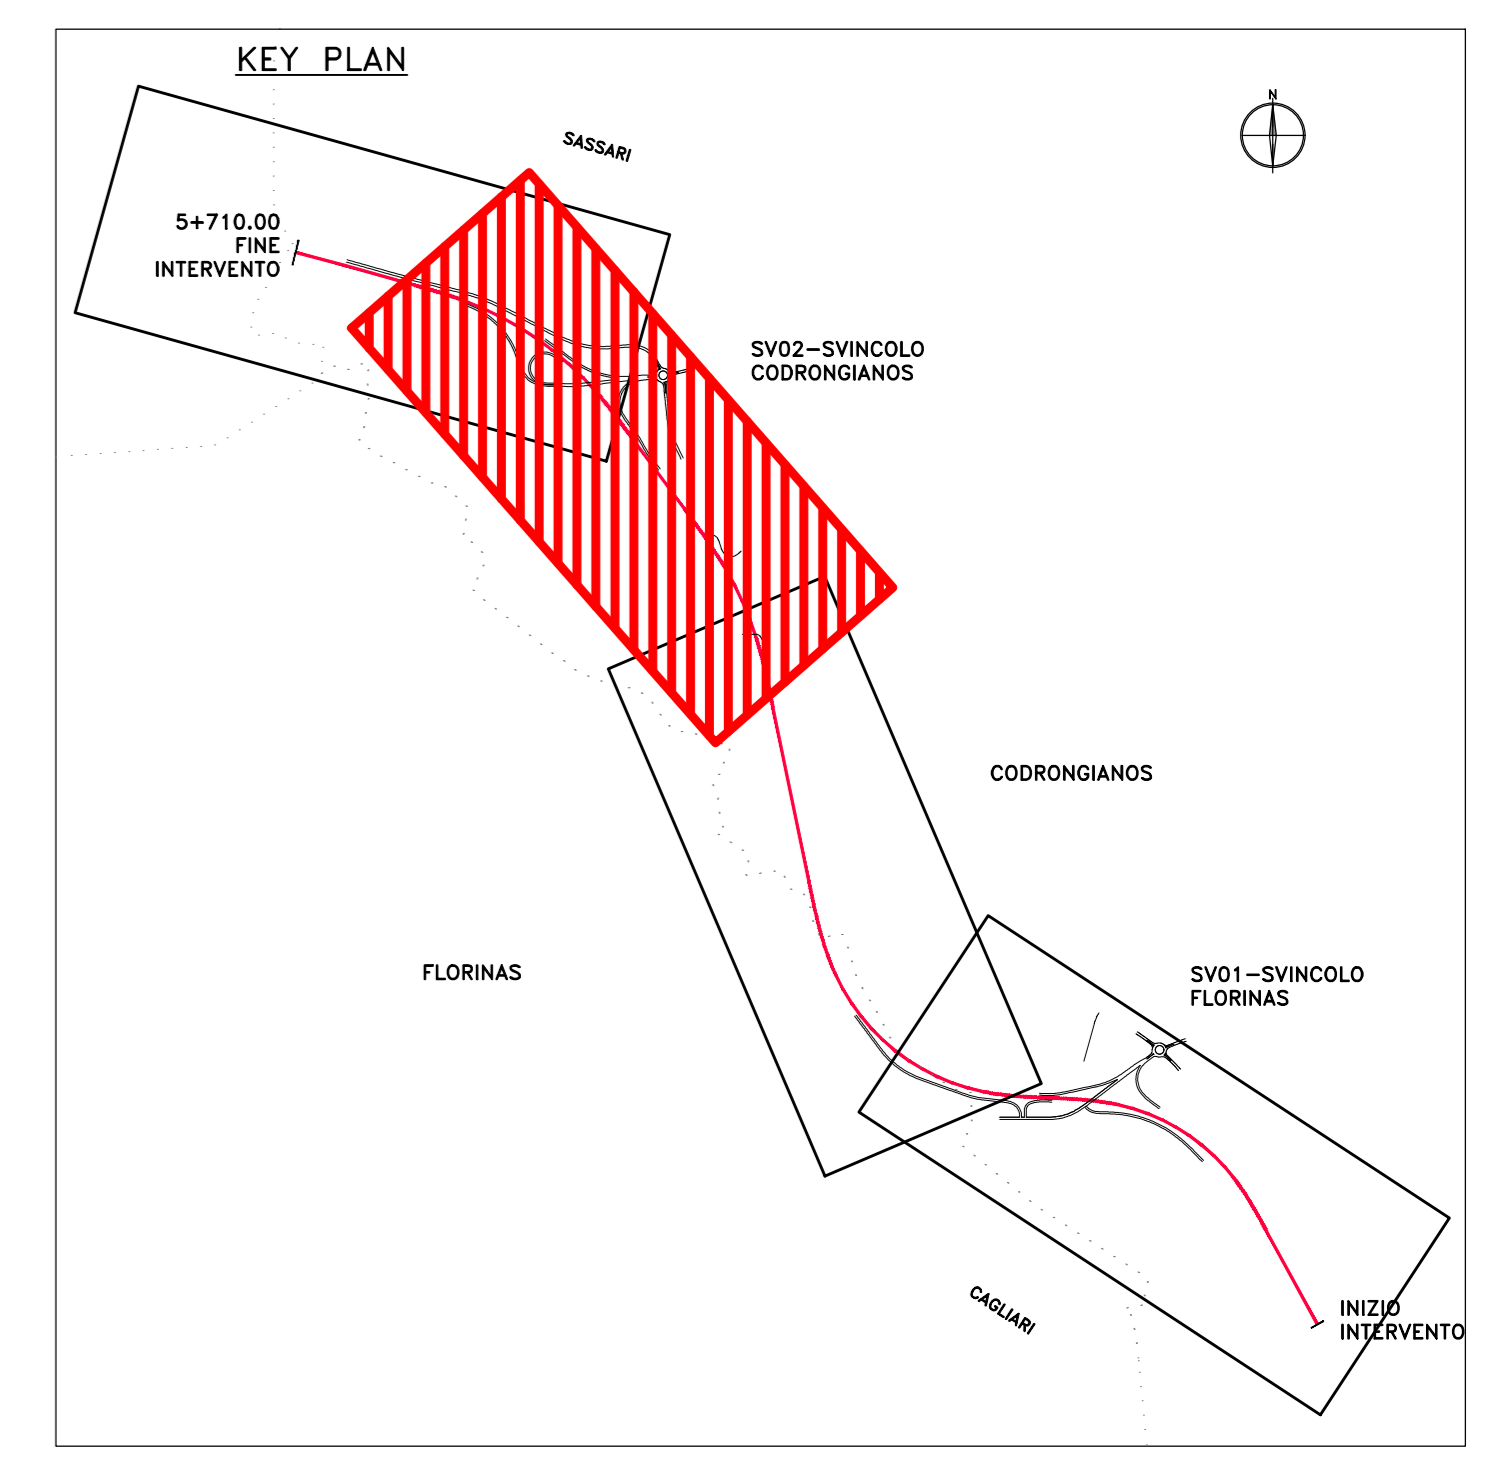 KEY PLAN
N
SASSARI
5+710.00
FINE
INTERVENTO
SV02-SVINCOLO
CODRONGIANOS
CODRONGIANOS
FLORINAS
SV01-SVINCOLO
FLORINAS
CAGLIARI
INIZIO
INTERVENTO